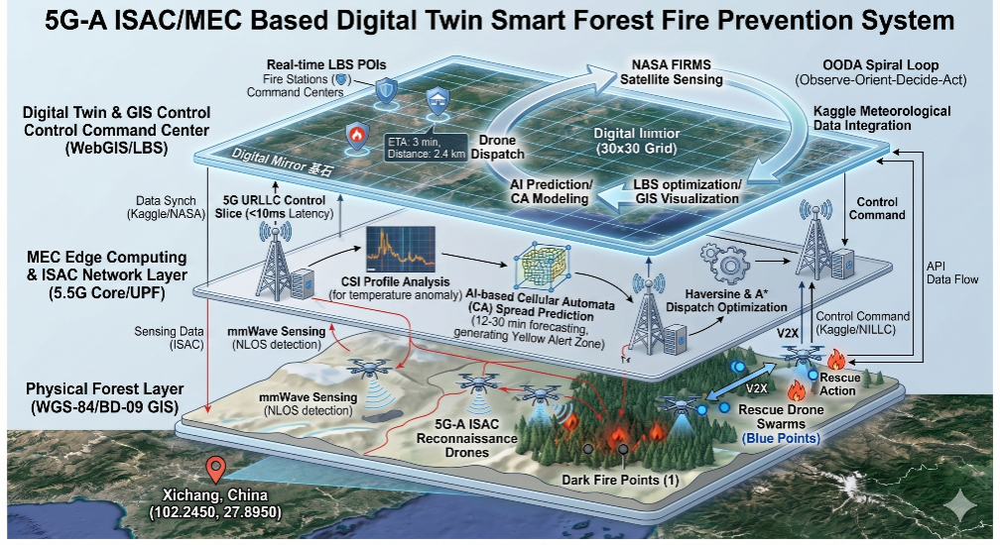 5G-A ISAC/MEC Based Digital Twin Smart Forest Fire Prevention System
Real-time LBS POIs
Fire Stations ( )
Command Centers
NASA FIRMS
Satellite Sensing
OODA Spiral Loop
(Observe-Orient-Decide-Act)
Digital Twin & GIS Control
Control Command Center
(WebGIS/LBS)
Kaggle Meteorological
Data Integration
ETA: 3 min,
Distance: 2.4 km
Drone
Dispatch
Digital Iimtior
(30x30 Grid)
Digital Mirror 基石
AI Prediction/
CA Modeling
LBS optimization/
GIS Visualization
Data Synch
(Kaggle/NASA)
5G URLLC Control
Slice (<10ms Latency)
Control
Command
MEC Edge Computing
& ISAC Network Layer
(5.5G Core/UPF)
CSI Profile Analysis
(for temperature anomaly)
AI-based Cellular Automata
(CA) Spread Prediction
(12-30 min forecasting,
generating Yellow Alert Zone)
Haversine & A*
Dispatch Optimization
API
Data Flow
Sensing Data
(ISAC)
mmWave Sensing
(NLOS detection)
V2X
Control Command
(Kaggle/NILLC)
Physical Forest Layer
(WGS-84/BD-09 GIS)
mmWave Sensing
(NLOS detection)
5G-A ISAC
Reconnaissance
Drones
V2X
Rescue
Action
Rescue Drone
Swarms
(Blue Points)
Dark Fire Points (1)
Xichang, China
(102.2450, 27.8950)